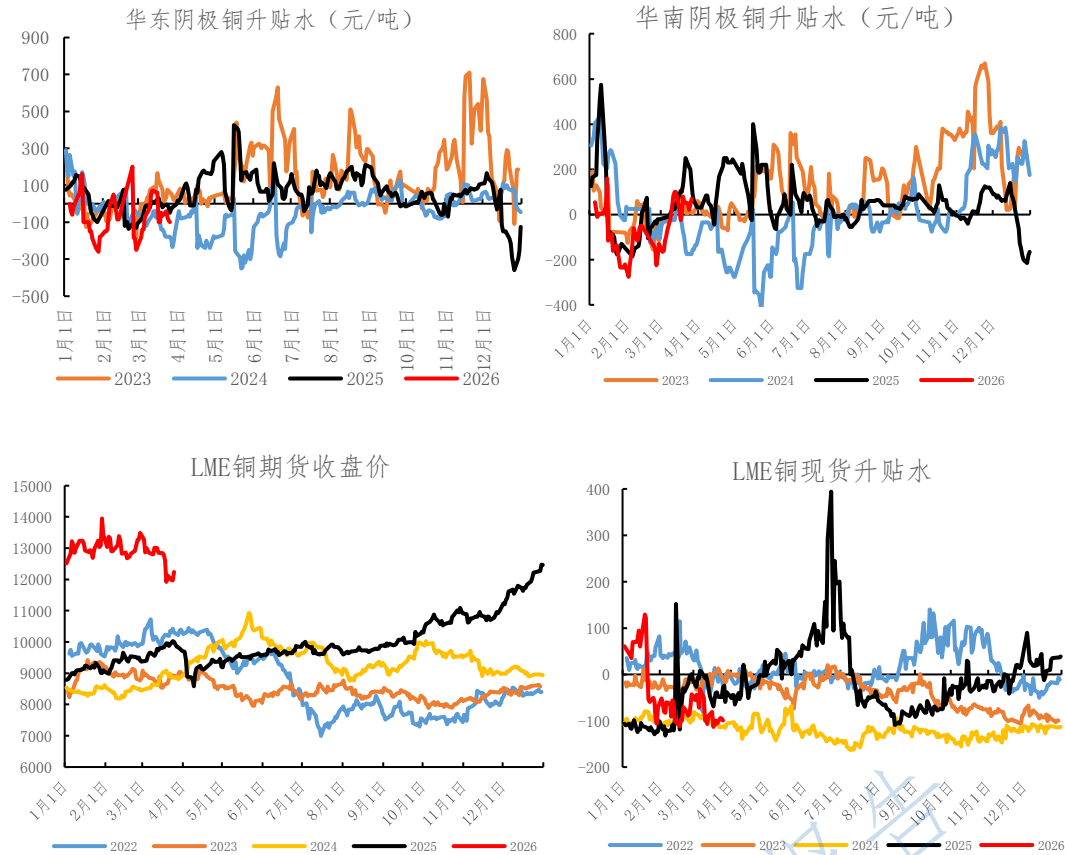 华东阴极铜升贴水（元/吨）
900
700
500
300
100
-100
-300
-500
1月1日
2月1日
3月1日
4月1日
5月1日
6月1日
7月1日
8月1日
9月1日
10月1日
11月1日
12月1日
2023
2024
2025
2026
华南阴极铜升贴水（元/吨）
800
600
400
200
0
-200
-400
1月1日
2月1日
3月1日
4月1日
5月1日
6月1日
7月1日
8月1日
9月1日
10月1日
11月1日
12月1日
2023
2024
2025
2026
LME铜期货收盘价
15000
14000
13000
12000
11000
10000
9000
8000
7000
6000
1月1日
2月1日
3月1日
4月1日
5月1日
6月1日
7月1日
8月1日
9月1日
10月1日
11月1日
12月1日
2022
2023
2024
2025
2026
LME铜现货升贴水
400
300
200
100
0
-100
-200
1月1日
2月1日
3月1日
4月1日
5月1日
6月1日
7月1日
8月1日
9月1日
10月1日
11月1日
12月1日
2022
2023
2024
2025
2026
告